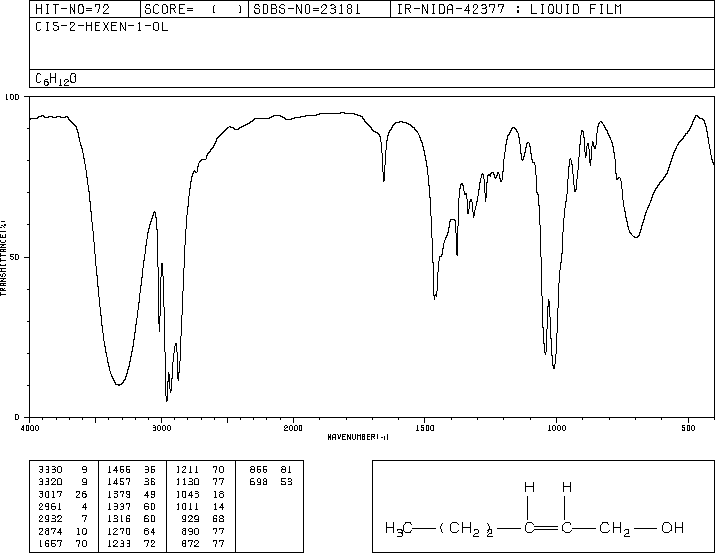 HIT-NO=72 SCORE= ( ) SDBS-NO=23181 IR-NIDA-42377 : LIQUID FILM
CIS-2-HEXEN-1-OL
C6H12O
100
50
0
TRANSMITTANCE(%)
4000 3000 2000 1500 1000 500
WAVENUMBER(-1)
3330 9 1466 36 1211 70 866 81
3320 9 1457 36 1130 77 698 53
3017 26 1379 49 1043 18
2961 4 1337 60 1011 14
2932 7 1316 60 929 68
2874 10 1270 64 890 77
1657 70 1233 72 872 77
H H
H3C (CH2)2 C C CH2 OH